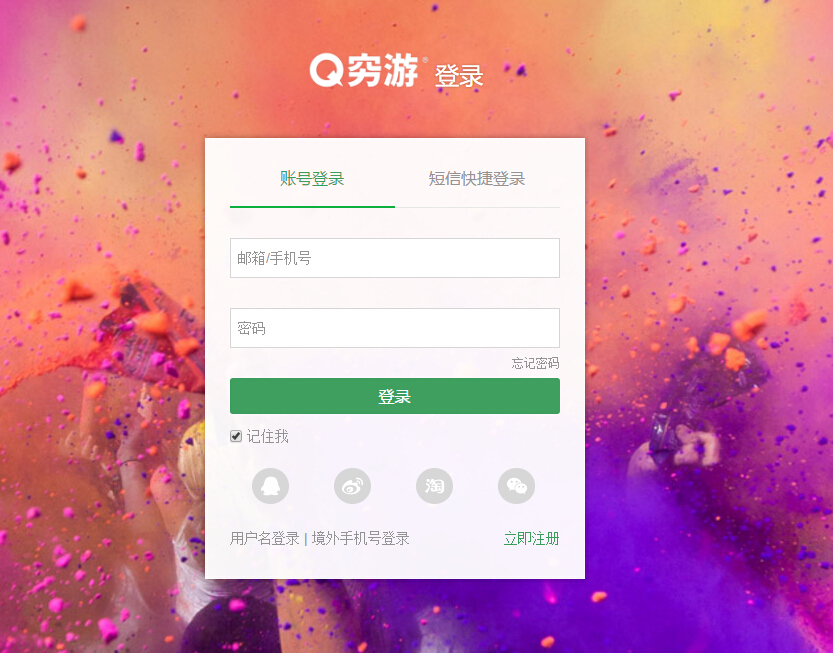 Q穷游® 登录
账号登录 短信快捷登录
邮箱/手机号
密码
忘记密码
登录
记住我
淘
用户名登录 | 境外手机号登录 立即注册